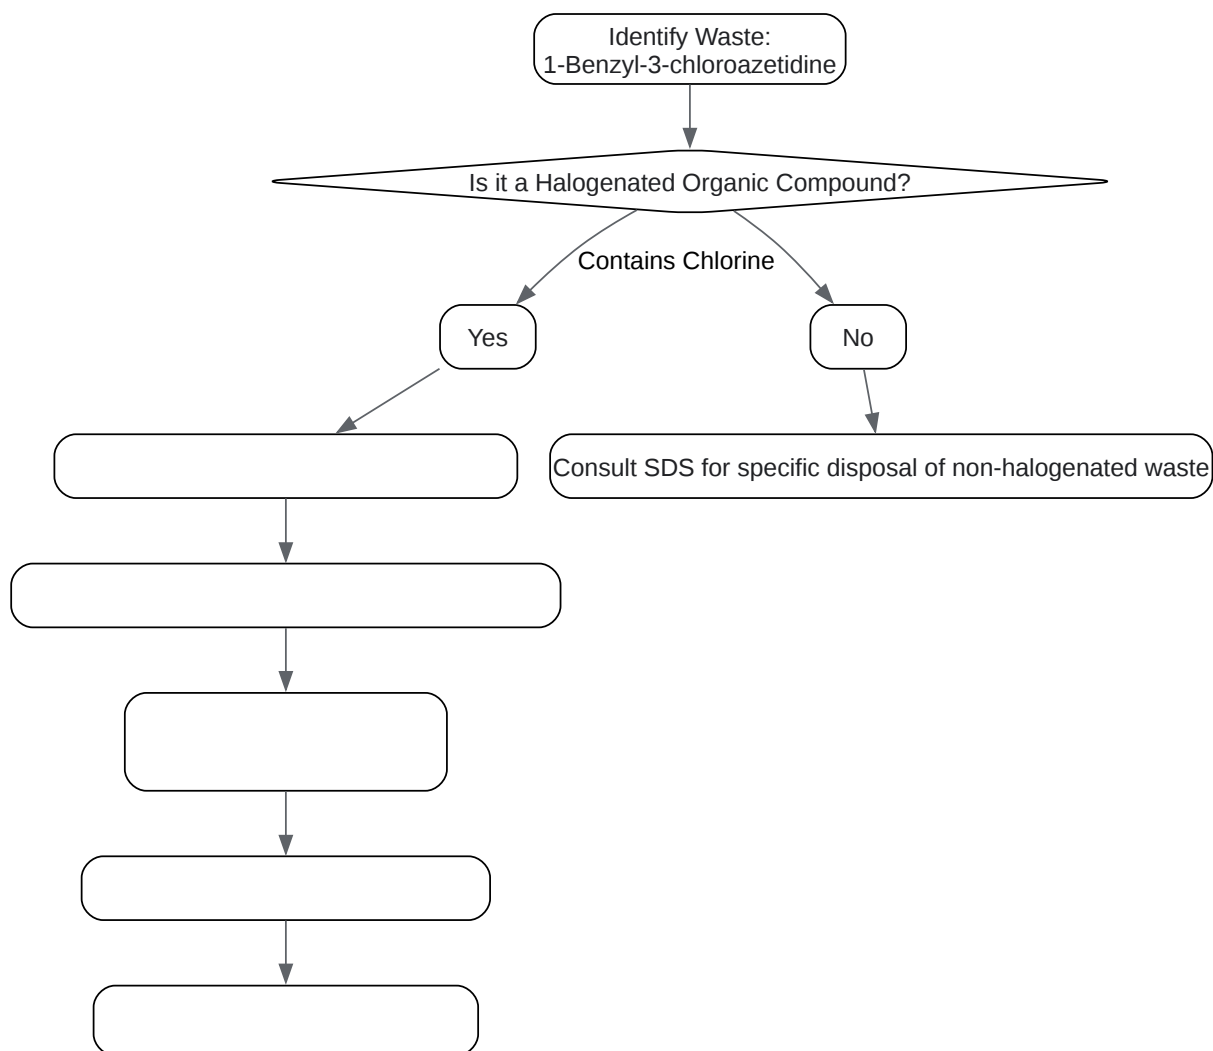 Identify Waste:
1-Benzyl-3-chloroazetidine
Is it a Halogenated Organic Compound?
Contains Chlorine
Yes
No
Consult SDS for specific disposal of non-halogenated waste